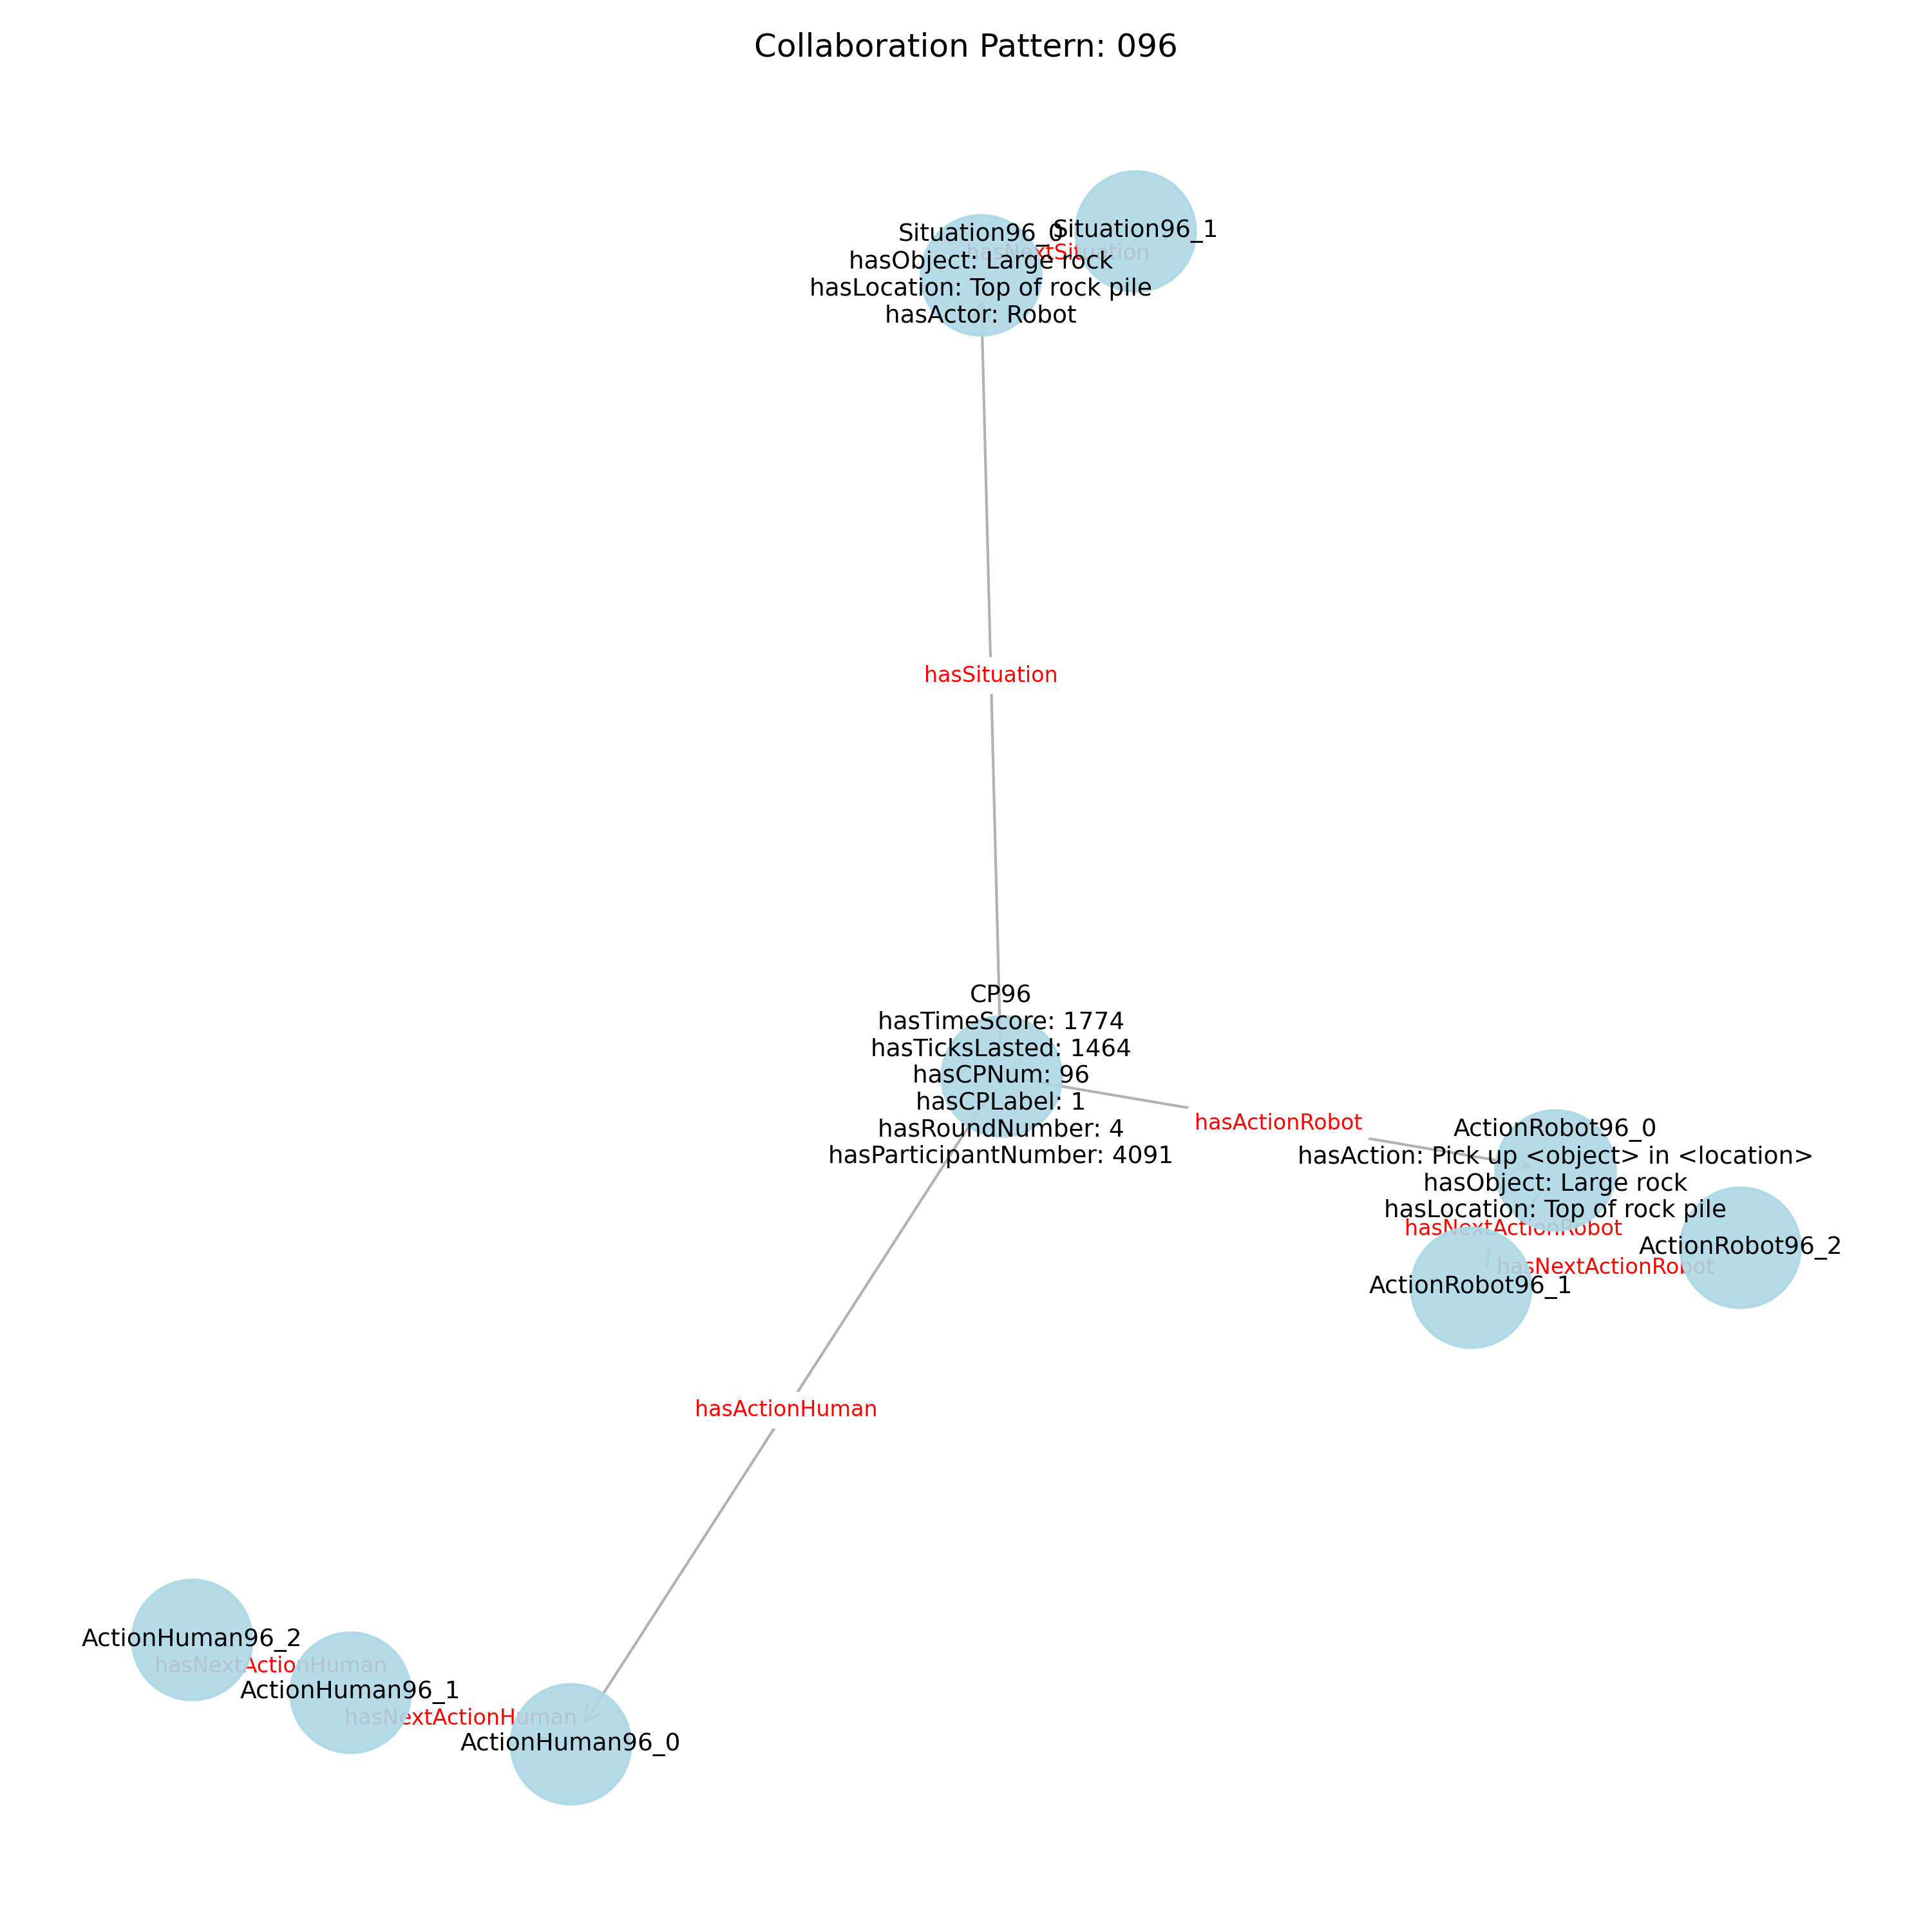 Collaboration Pattern: 096
Situation96_1
Situation96_0
hasNextSituation
hasObject: Large rock
hasLocation: Top of rock pile
hasActor: Robot
hasSituation
CP96
hasTimeScore: 1774
hasTicksLasted: 1464
hasCPNum: 96
hasCPLabel: 1
hasRoundNumber: 4
hasParticipantNumber: 4091
hasActionRobot
ActionRobot96_0
hasAction: Pick up <object> in <location>
hasObject: Large rock
hasLocation: Top of rock pile
hasNextActionRobot
ActionRobot96_2
hasNextActionRobot
ActionRobot96_1
hasActionHuman
ActionHuman96_2
hasNextActionHuman
ActionHuman96_1
hasNextActionHuman
ActionHuman96_0